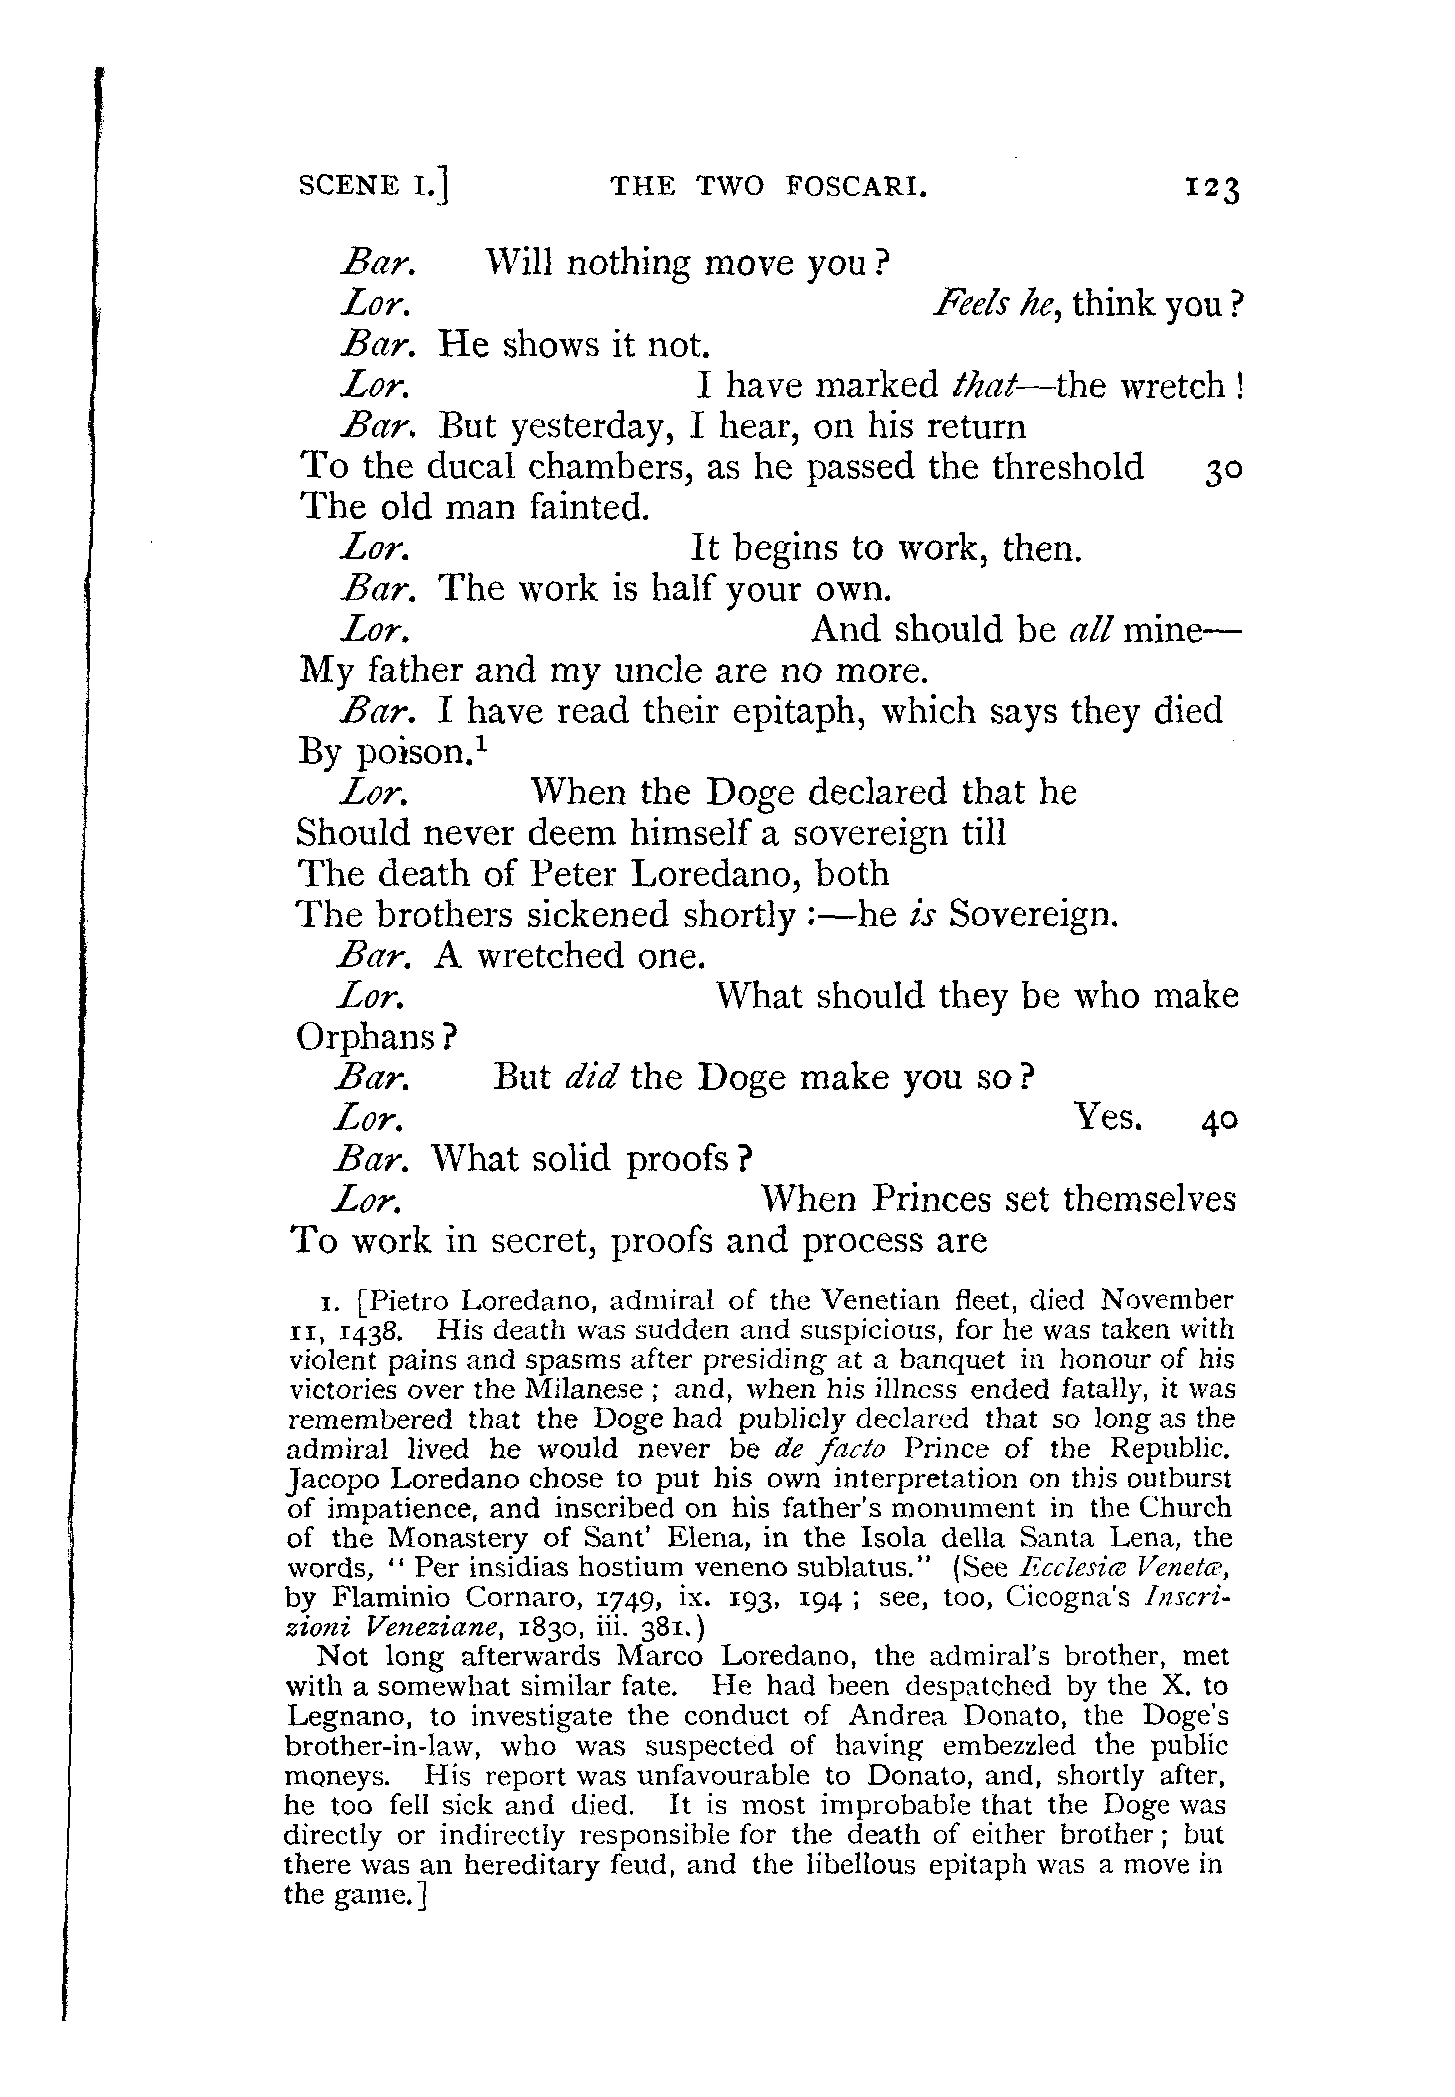 SCENE I.] THE TWO FOSCARI. 123
Bar. Will nothing move you?
Lor. Feels he, think you?
Bar. He shows it not.
Lor. I have marked that—the wretch!
Bar. But yesterday, I hear, on his return
To the ducal chambers, as he passed the threshold 30
The old man fainted.
Lor. It begins to work, then.
Bar. The work is half your own.
Lor. And should be all mine—
My father and my uncle are no more.
Bar. I have read their epitaph, which says they died
By poison.¹
Lor. When the Doge declared that he
Should never deem himself a sovereign till
The death of Peter Loredano, both
The brothers sickened shortly:—he is Sovereign.
Bar. A wretched one.
Lor. What should they be who make
Orphans?
Bar. But did the Doge make you so?
Lor. Yes. 40
Bar. What solid proofs?
Lor. When Princes set themselves
To work in secret, proofs and process are
1. [Pietro Loredano, admiral of the Venetian fleet, died November
11, 1438. His death was sudden and suspicious, for he was taken with
violent pains and spasms after presiding at a banquet in honour of his
victories over the Milanese; and, when his illness ended fatally, it was
remembered that the Doge had publicly declared that so long as the
admiral lived he would never be de facto Prince of the Republic.
Jacopo Loredano chose to put his own interpretation on this outburst
of impatience, and inscribed on his father's monument in the Church
of the Monastery of Sant' Elena, in the Isola della Santa Lena, the
words, "Per insidias hostium veneno sublatus." (See Ecclesiæ Venetæ,
by Flaminio Cornaro, 1749, ix. 193, 194; see, too, Cicogna's Inscri-
zioni Veneziane, 1830, iii. 381.)
Not long afterwards Marco Loredano, the admiral's brother, met
with a somewhat similar fate. He had been despatched by the X. to
Legnano, to investigate the conduct of Andrea Donato, the Doge's
brother-in-law, who was suspected of having embezzled the public
moneys. His report was unfavourable to Donato, and, shortly after,
he too fell sick and died. It is most improbable that the Doge was
directly or indirectly responsible for the death of either brother; but
there was an hereditary feud, and the libellous epitaph was a move in
the game.]